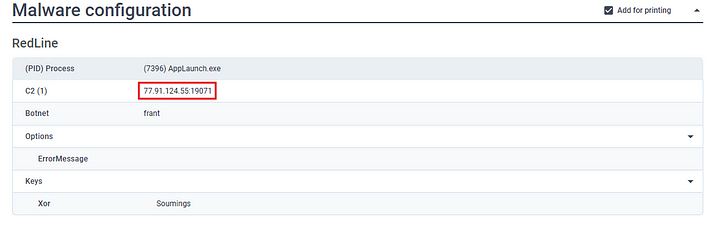 Malware configuration
Add for printing
RedLine
(PID) Process (7396) AppLaunch.exe
C2 (1) 77.91.124.55:19071
Botnet frant
Options
ErrorMessage
Keys
Xor Soumings